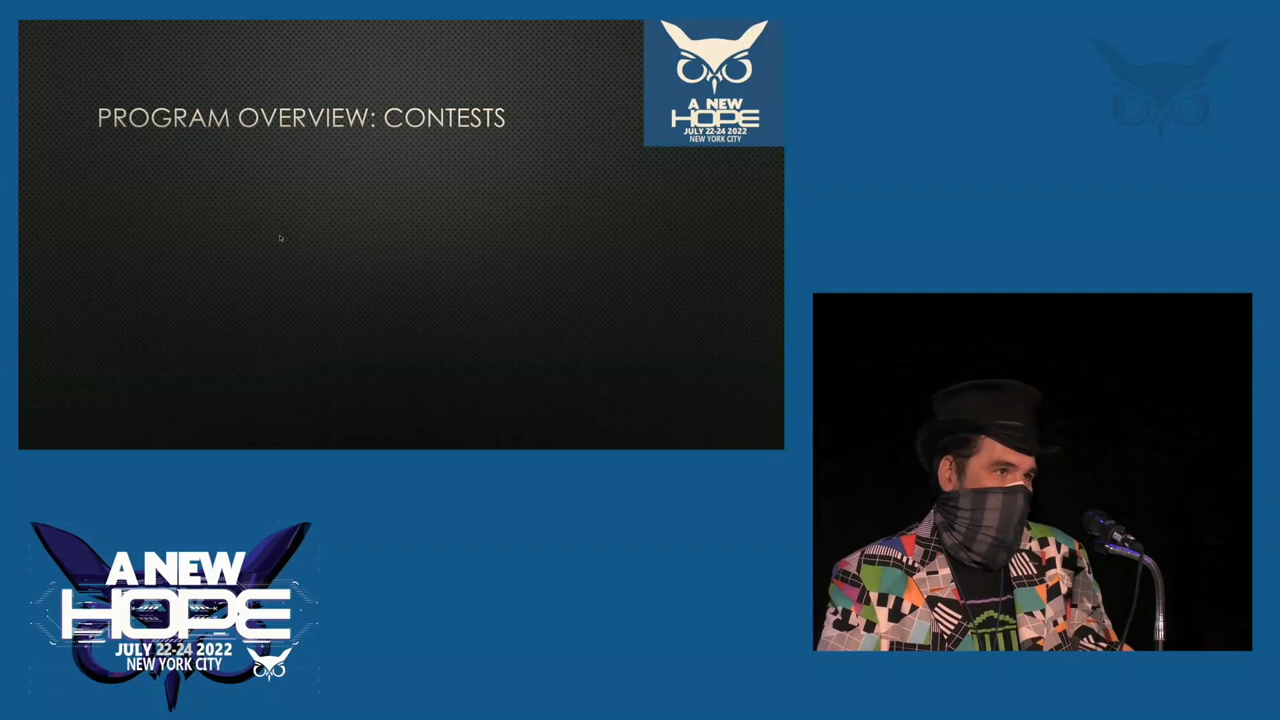 PROGRAM OVERVIEW: CONTESTS
A NEW
HOPE
JULY 22-24 2022
NEW YORK CITY
A NEW
HOPE
JULY 22-24 2022
NEW YORK CITY